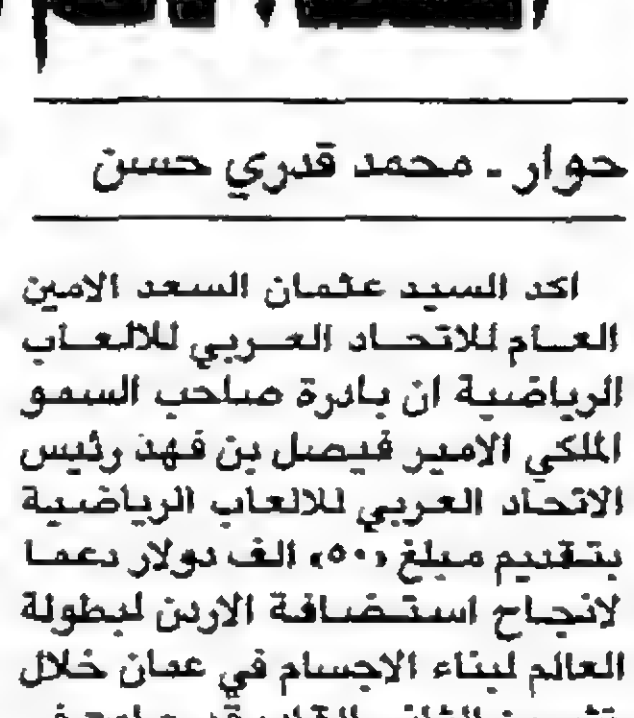 حوار ـ محمد قدري حسن
اكد السيد عثمان السعد الامين
العام للاتحاد العربي للالعاب
الرياضية ان بادرة صاحب السمو
الملكي الامير فيصل بن فهد رئيس
الاتحاد العربي للالعاب الرياضية
بتقديم مبلغ «٥٠» الف دولار دعما
لانجاح استضافة الاردن لبطولة
العالم لبناء الاجسام في عمان خلال